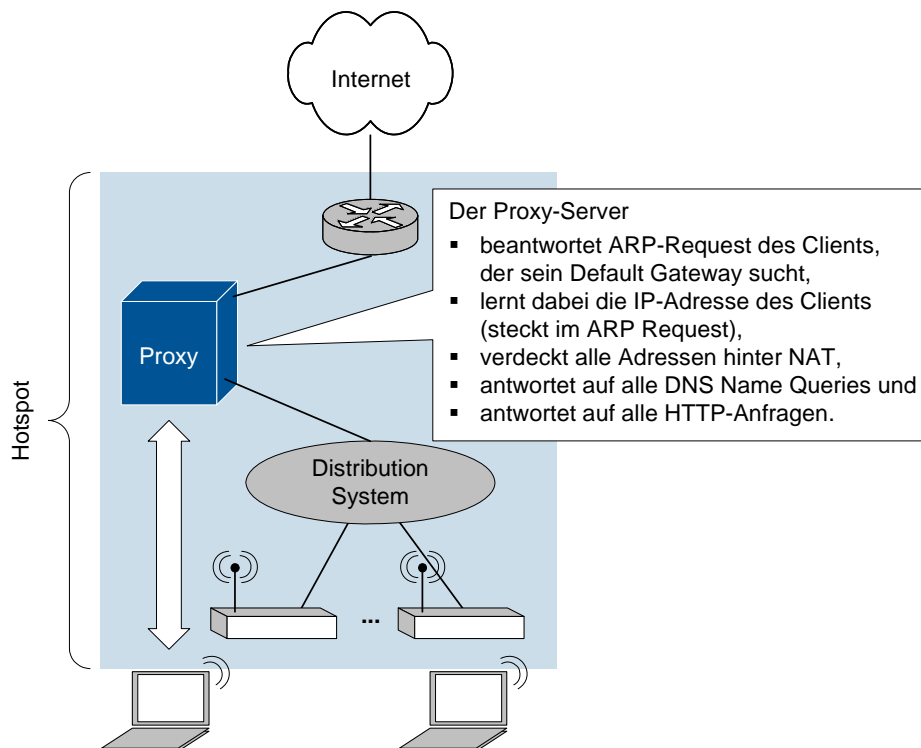 Internet
Der Proxy-Server
▪ beantwortet ARP-Request des Clients,
der sein Default Gateway sucht,
▪ lernt dabei die IP-Adresse des Clients
(steckt im ARP Request),
▪ verdeckt alle Adressen hinter NAT,
▪ antwortet auf alle DNS Name Queries und
▪ antwortet auf alle HTTP-Anfragen.
Proxy
Hotspot
Distribution
System
...